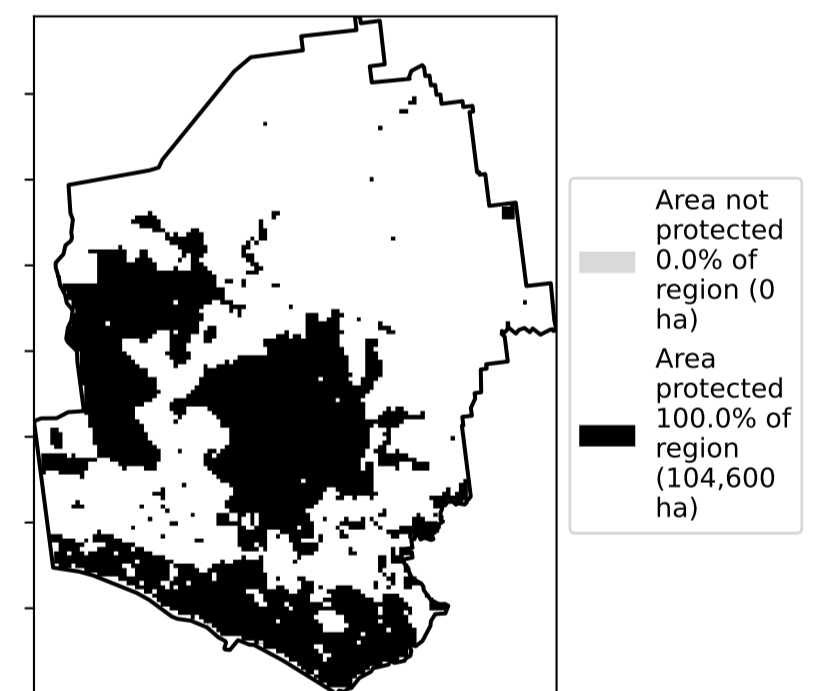 Area not
protected
0.0% of
region (0
ha)
Area
protected
100.0% of
region
(104,600
ha)